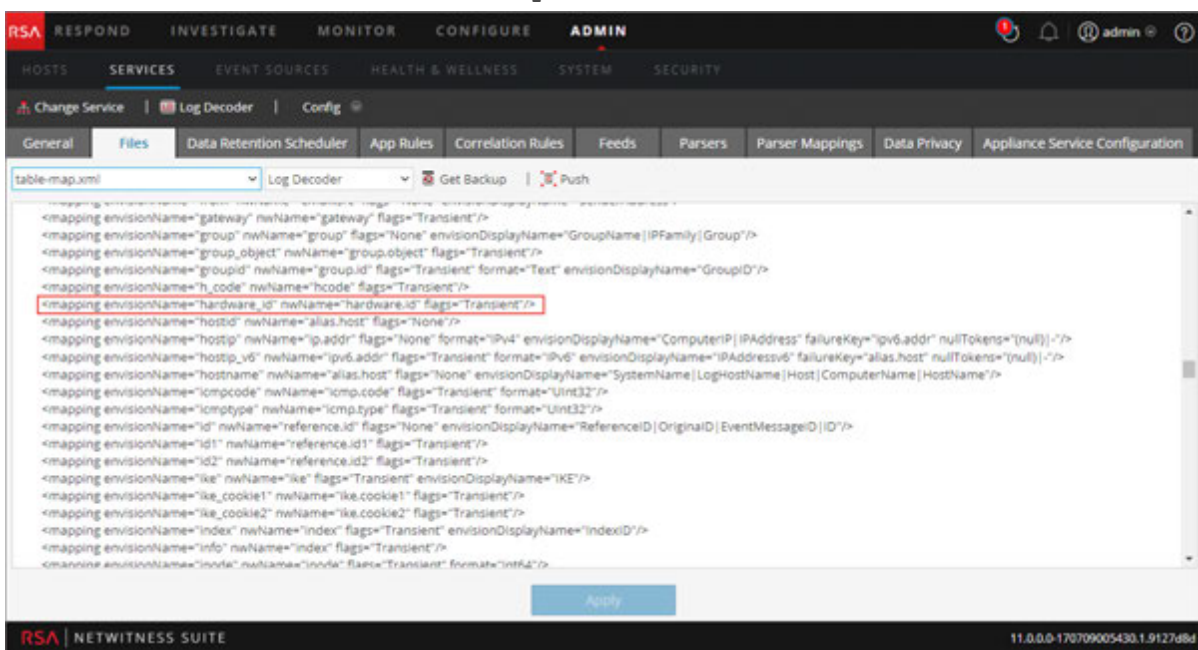 RSA RESPOND INVESTIGATE MONITOR CONFIGURE ADMIN 1 admin ?
HOSTS SERVICES EVENT SOURCES HEALTH & WELLNESS SYSTEM SECURITY
Change Service | Log Decoder | Config
General Files Data Retention Scheduler App Rules Correlation Rules Feeds Parsers Parser Mappings Data Privacy Appliance Service Configuration
table-map.xml Log Decoder Get Backup | Push
<mapping envisionName="gateway" nwName="gateway" flags="Transient"/>
<mapping envisionName="group" nwName="group" flags="None" envisionDisplayName="GroupName|IPFamily|Group"/>
<mapping envisionName="group_object" nwName="group.object" flags="Transient"/>
<mapping envisionName="groupid" nwName="group.id" flags="Transient" format="Text" envisionDisplayName="GroupID"/>
<mapping envisionName="h_code" nwName="hcode" flags="Transient"/>
<mapping envisionName="hardware_id" nwName="hardware.id" flags="Transient"/>
<mapping envisionName="hostid" nwName="alias.host" flags="None"/>
<mapping envisionName="hostip" nwName="ip.addr" flags="None" format="IPv4" envisionDisplayName="ComputerIP|IPAddress" failureKey="ipv6.addr" nullTokens="(null)|-"/>
<mapping envisionName="hostip_v6" nwName="ipv6.addr" flags="Transient" format="IPv6" envisionDisplayName="IPAddressv6" failureKey="alias.host" nullTokens="(null)|-"/>
<mapping envisionName="hostname" nwName="alias.host" flags="None" envisionDisplayName="SystemName|LogHostName|Host|ComputerName|HostName"/>
<mapping envisionName="icmpcode" nwName="icmp.code" flags="Transient" format="UInt32"/>
<mapping envisionName="icmptype" nwName="icmp.type" flags="Transient" format="UInt32"/>
<mapping envisionName="id" nwName="reference.id" flags="None" envisionDisplayName="ReferenceID|OriginalD|EventMessageID|ID"/>
<mapping envisionName="id1" nwName="reference.id1" flags="Transient"/>
<mapping envisionName="id2" nwName="reference.id2" flags="Transient"/>
<mapping envisionName="ike" nwName="ike" flags="Transient" envisionDisplayName="IKE"/>
<mapping envisionName="ike_cookie1" nwName="ike.cookie1" flags="Transient"/>
<mapping envisionName="ike_cookie2" nwName="ike.cookie2" flags="Transient"/>
<mapping envisionName="index" nwName="index" flags="Transient" envisionDisplayName="IndexID"/>
<mapping envisionName="info" nwName="index" flags="Transient"/>
<mapping envisionName="inode" nwName="inode" flags="Transient" format="Int64"/>
Apply
RSA | NETWITNESS SUITE 11.0.0.0-170709005430.1.9127d8d